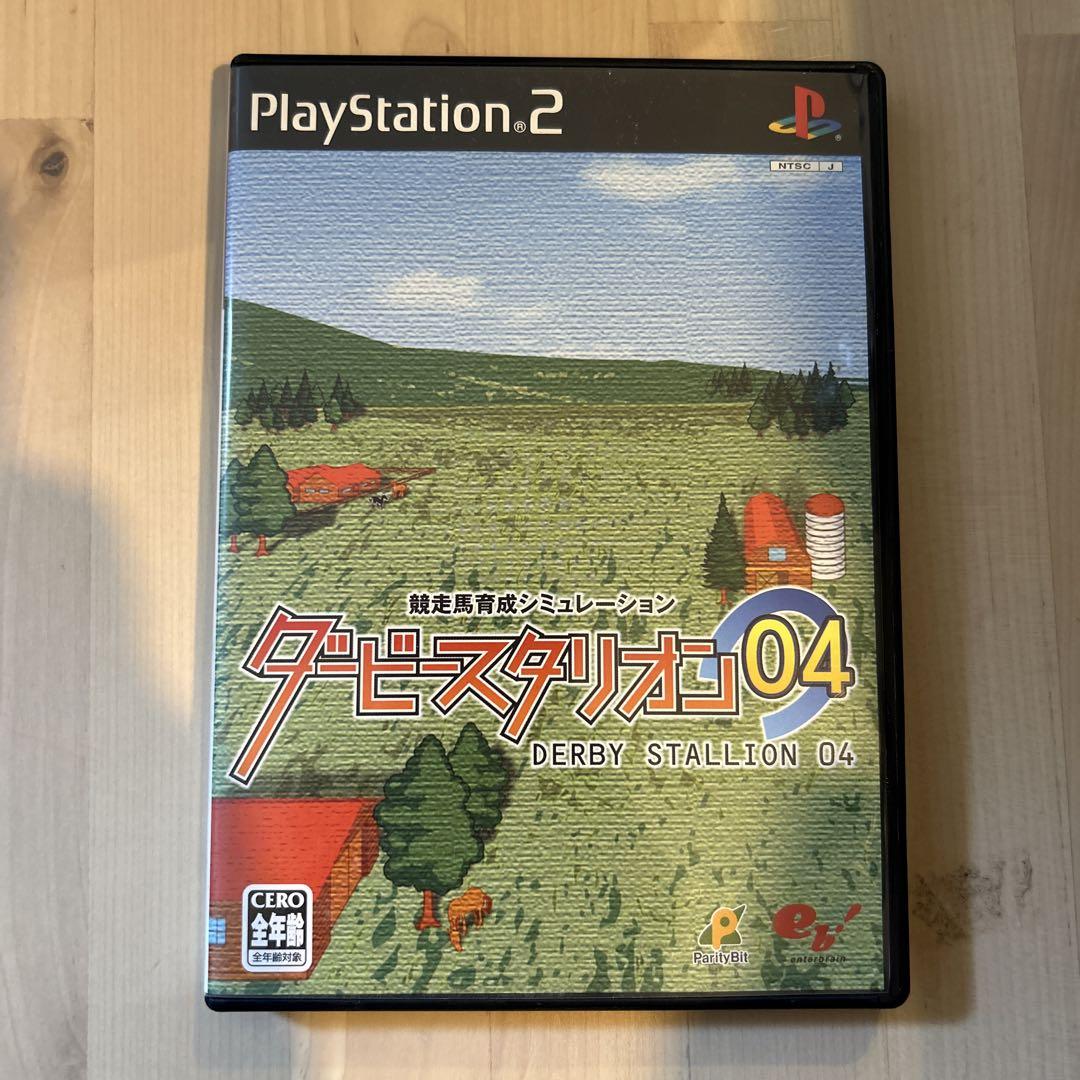 PlayStation®2
NTSC J
競走馬育成シミュレーション
ダービースタリオン04
DERBY STALLION 04
CERO
全年齢
全年齢対象
ParityBit
eb!
enterbrain